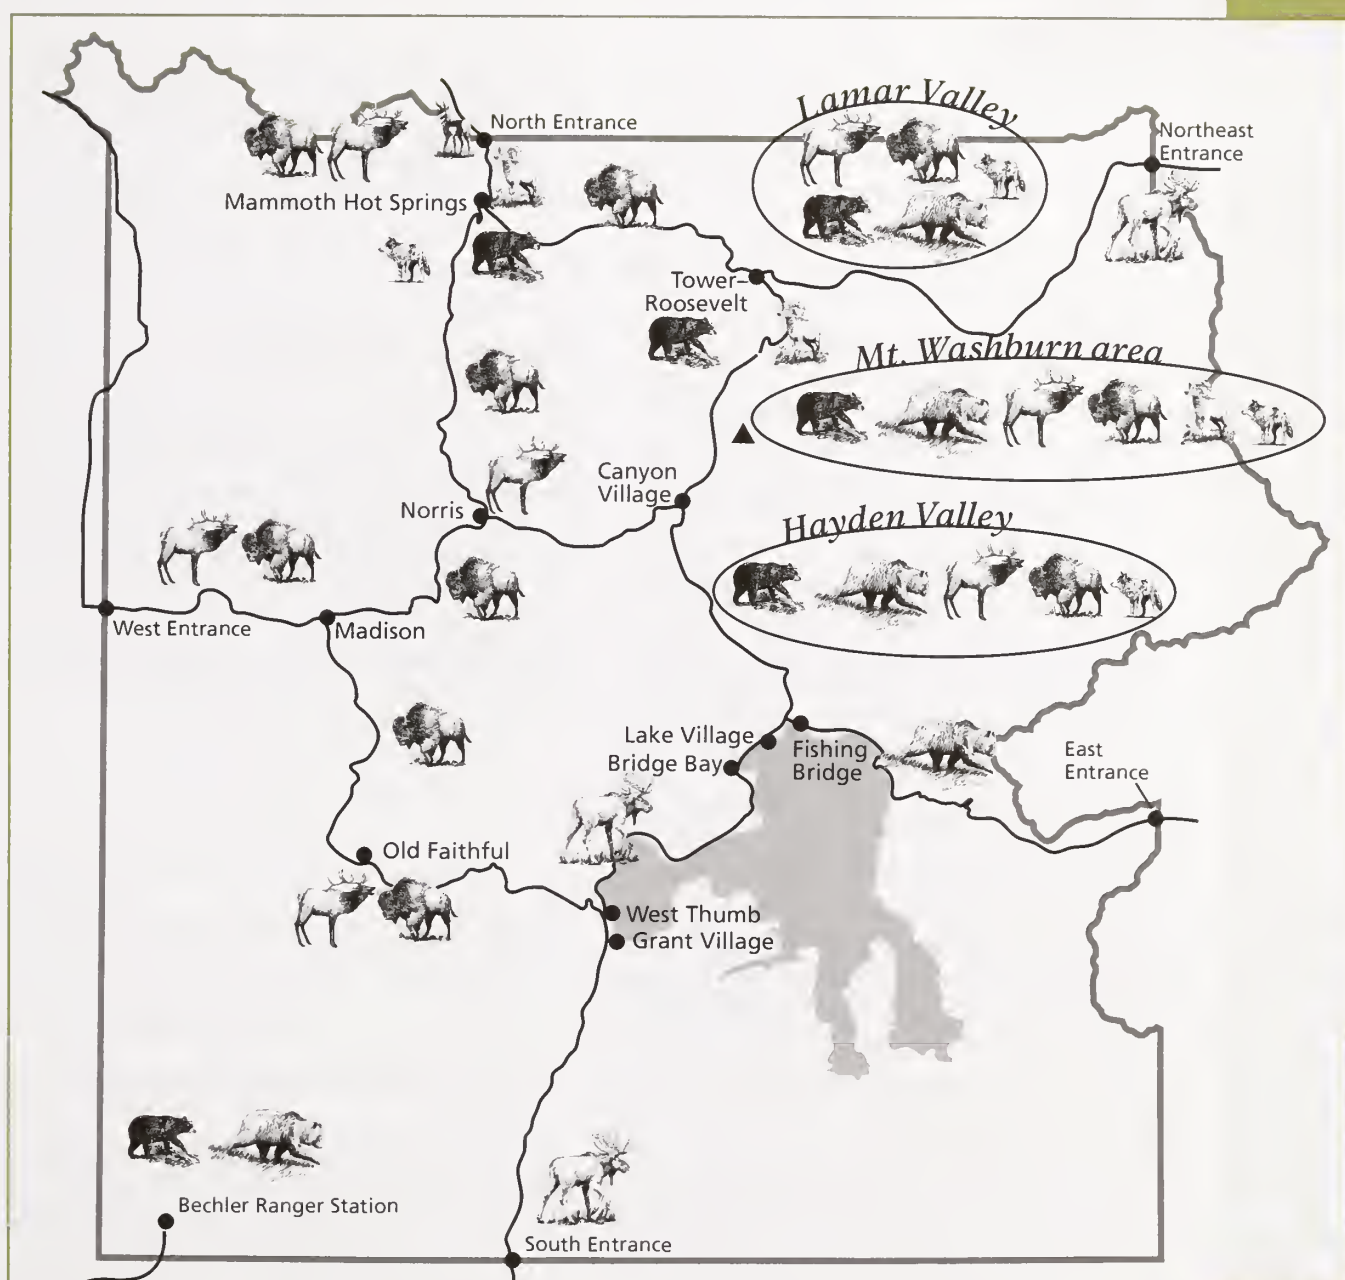 Lamar Valley
North Entrance
Northeast
Entrance
Mammoth Hot Springs
Tower–
Roosevelt
Mt. Washburn area
Canyon
Village
Norris
Hayden Valley
West Entrance
Madison
Lake Village
Bridge Bay
Fishing
Bridge
East
Entrance
Old Faithful
West Thumb
Grant Village
Bechler Ranger Station
South Entrance